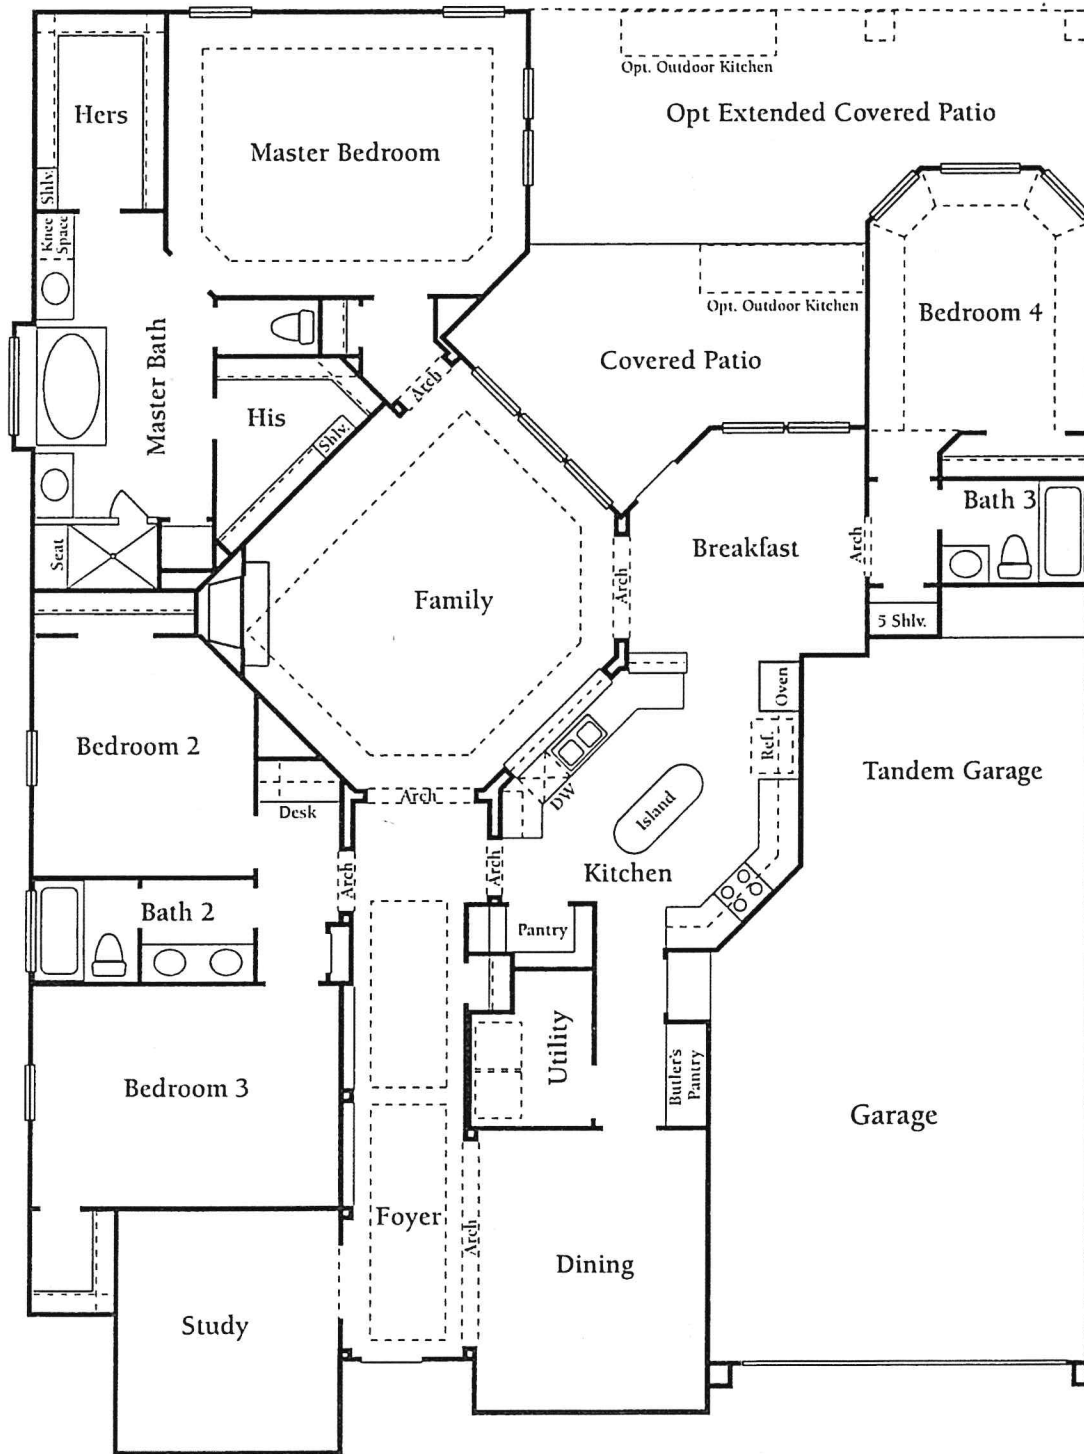 Opt. Outdoor Kitchen
Opt Extended Covered Patio
Hers
Master Bedroom
Shlv.
Knee
Space
Opt. Outdoor Kitchen
Bedroom 4
Covered Patio
Master Bath
Arch
His
Shlv.
Bath 3
Breakfast
Arch
Seat
Family
Arch
5 Shlv.
Oven
Bedroom 2
Ref.
Tandem Garage
Desk
Arch
DW
Island
Arch
Arch
Kitchen
Bath 2
Pantry
Utility
Butler's
Pantry
Bedroom 3
Garage
Foyer
Arch
Dining
Study